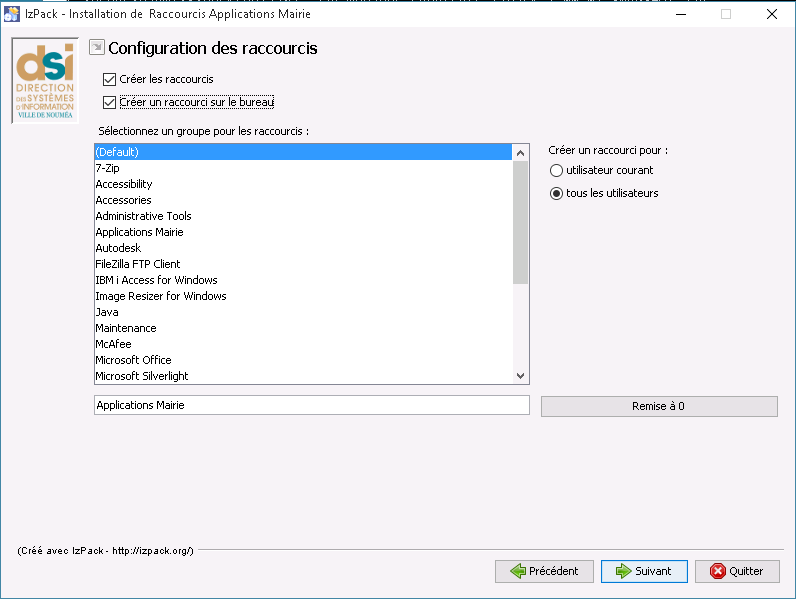 IzPack - Installation de Raccourcis Applications Mairie
dsi
DIRECTION
DES SYSTÈMES
D'INFORMATION
VILLE DE NOUMÉA
Configuration des raccourcis
Créer les raccourcis
Créer un raccourci sur le bureau
Sélectionnez un groupe pour les raccourcis :
(Default)
7-Zip
Accessibility
Accessories
Administrative Tools
Applications Mairie
Autodesk
FileZilla FTP Client
IBM i Access for Windows
Image Resizer for Windows
Java
Maintenance
McAfee
Microsoft Office
Microsoft Silverlight
Créer un raccourci pour :
utilisateur courant
tous les utilisateurs
Applications Mairie
Remise à 0
(Créé avec IzPack - http://izpack.org/)
Précédent
Suivant
Quitter